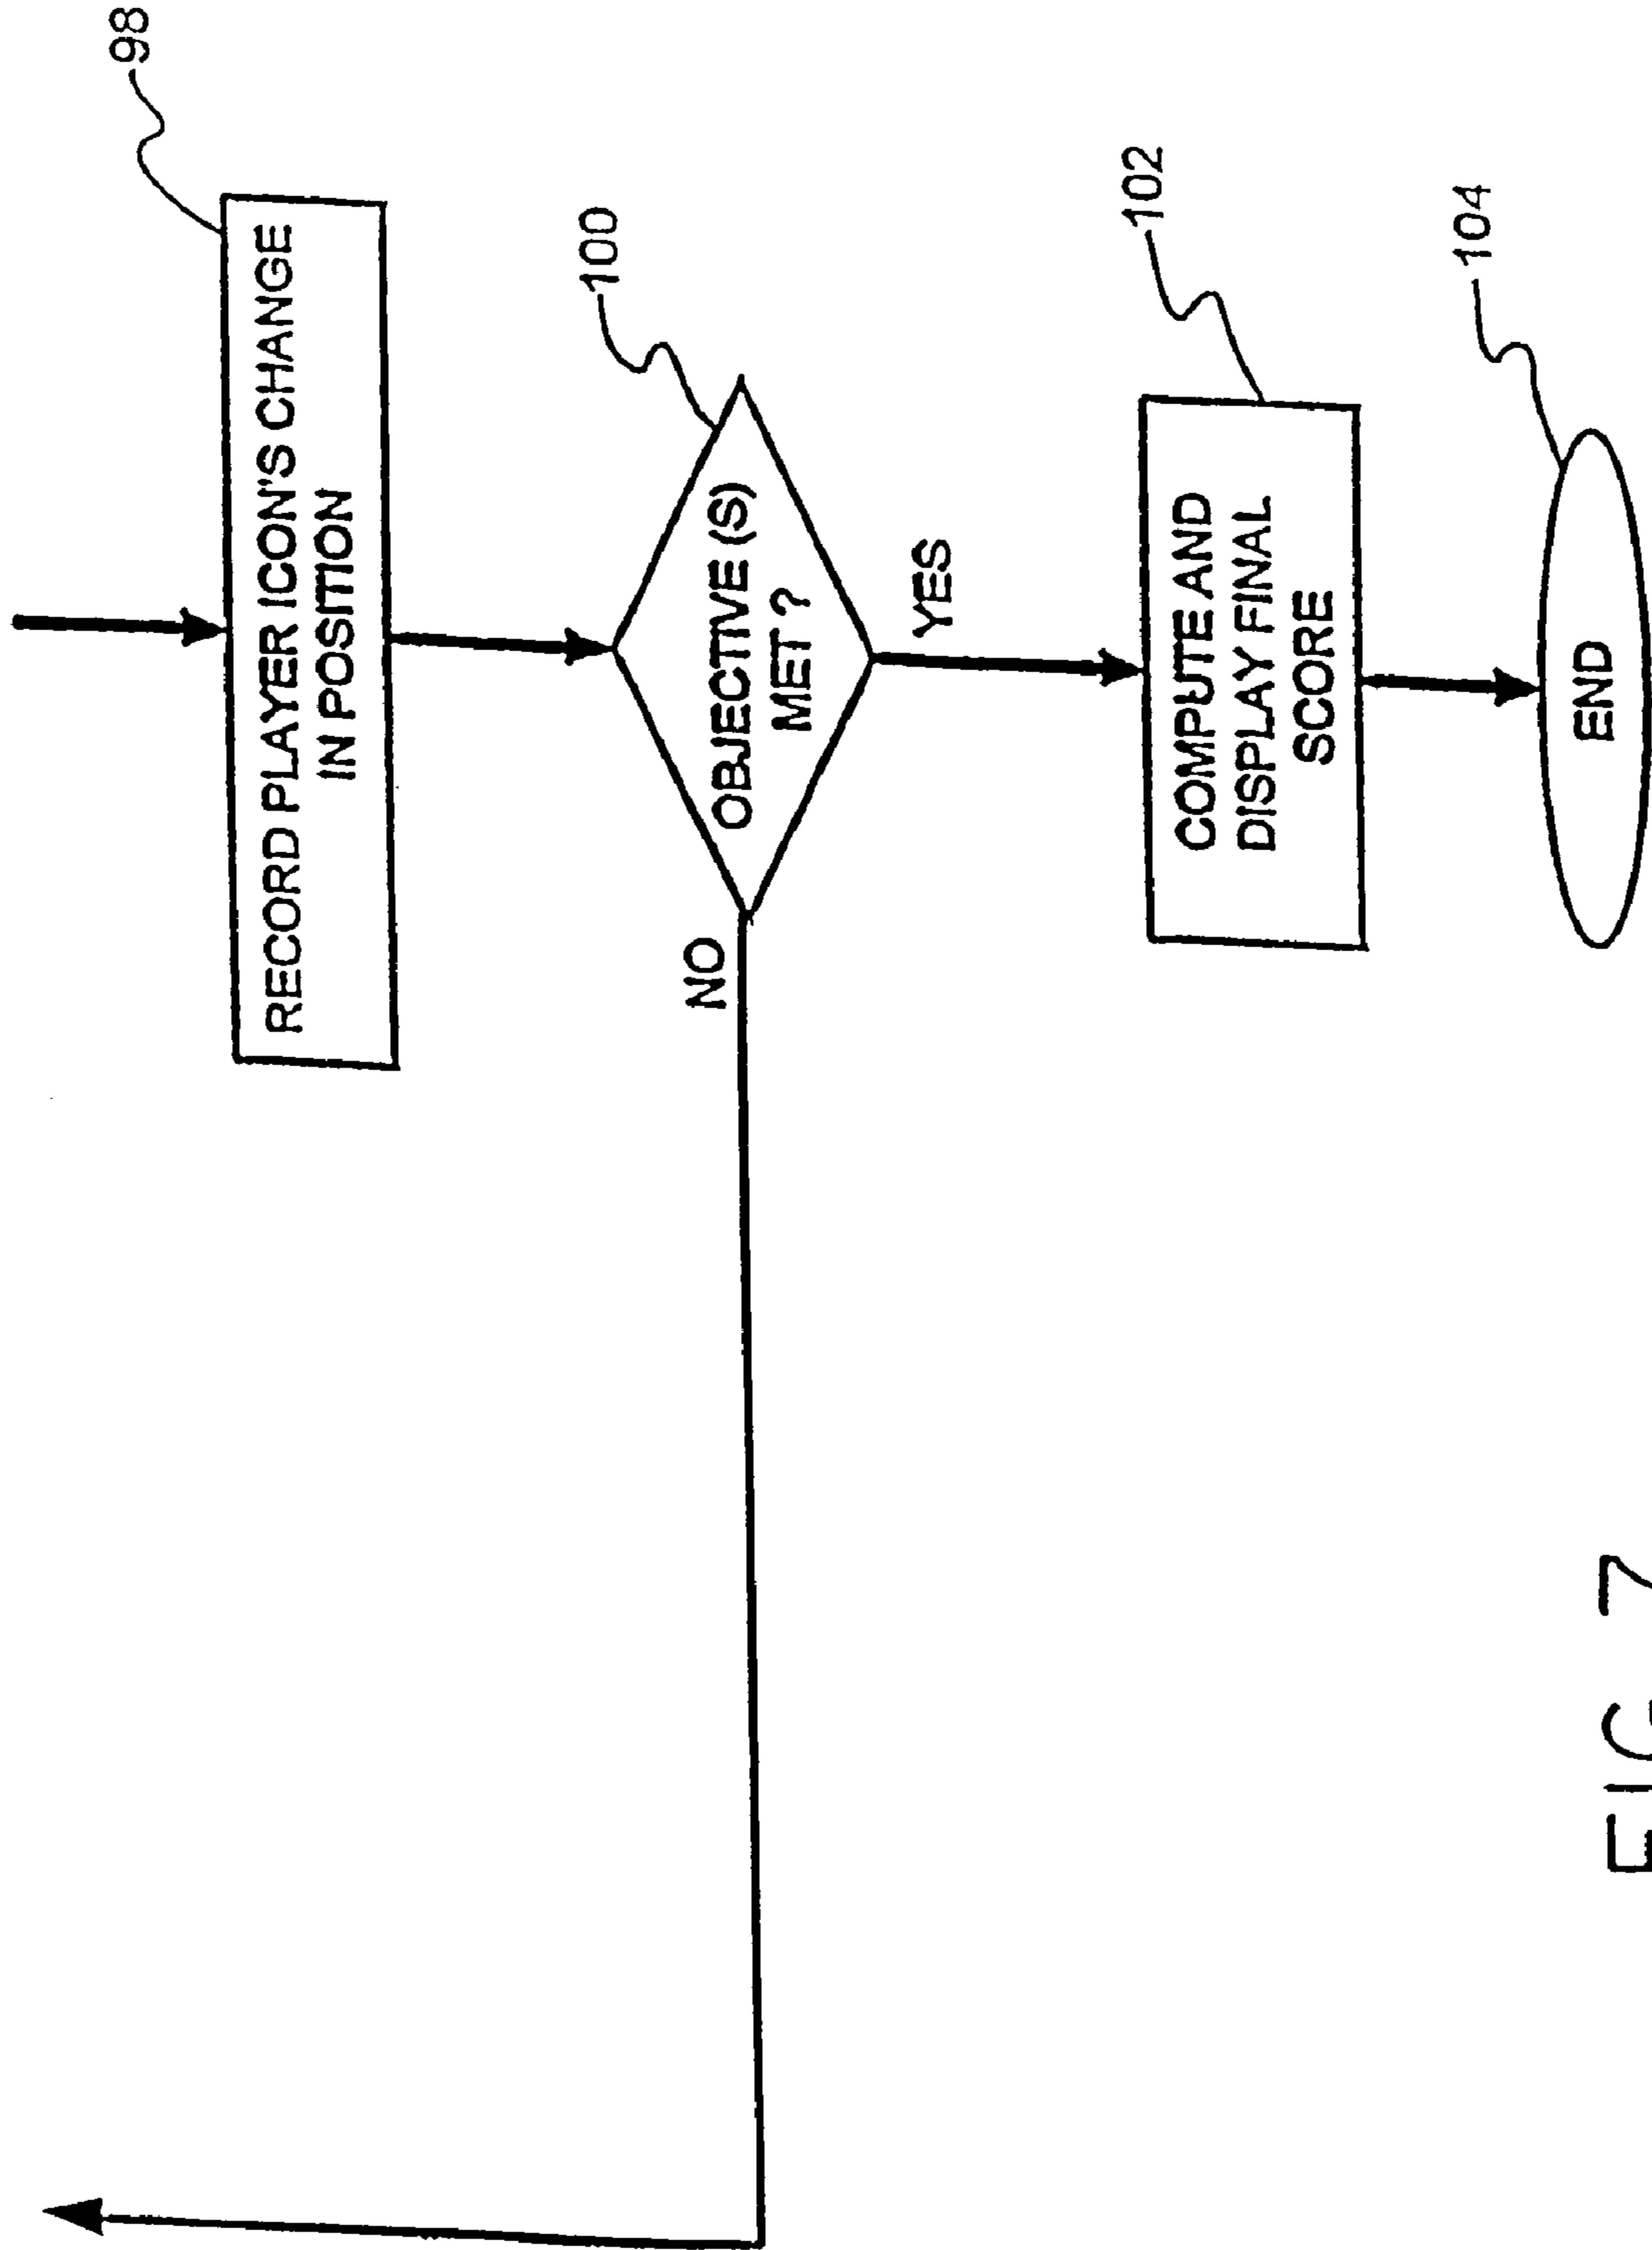 98
RECORD PLAYER ICON'S CHANGE
IN POSITION
100
OBJECTIVE (S)
MET ?
NO
YES
102
COMPUTE AND
DISPLAY FINAL
SCORE
104
END
FIG 7